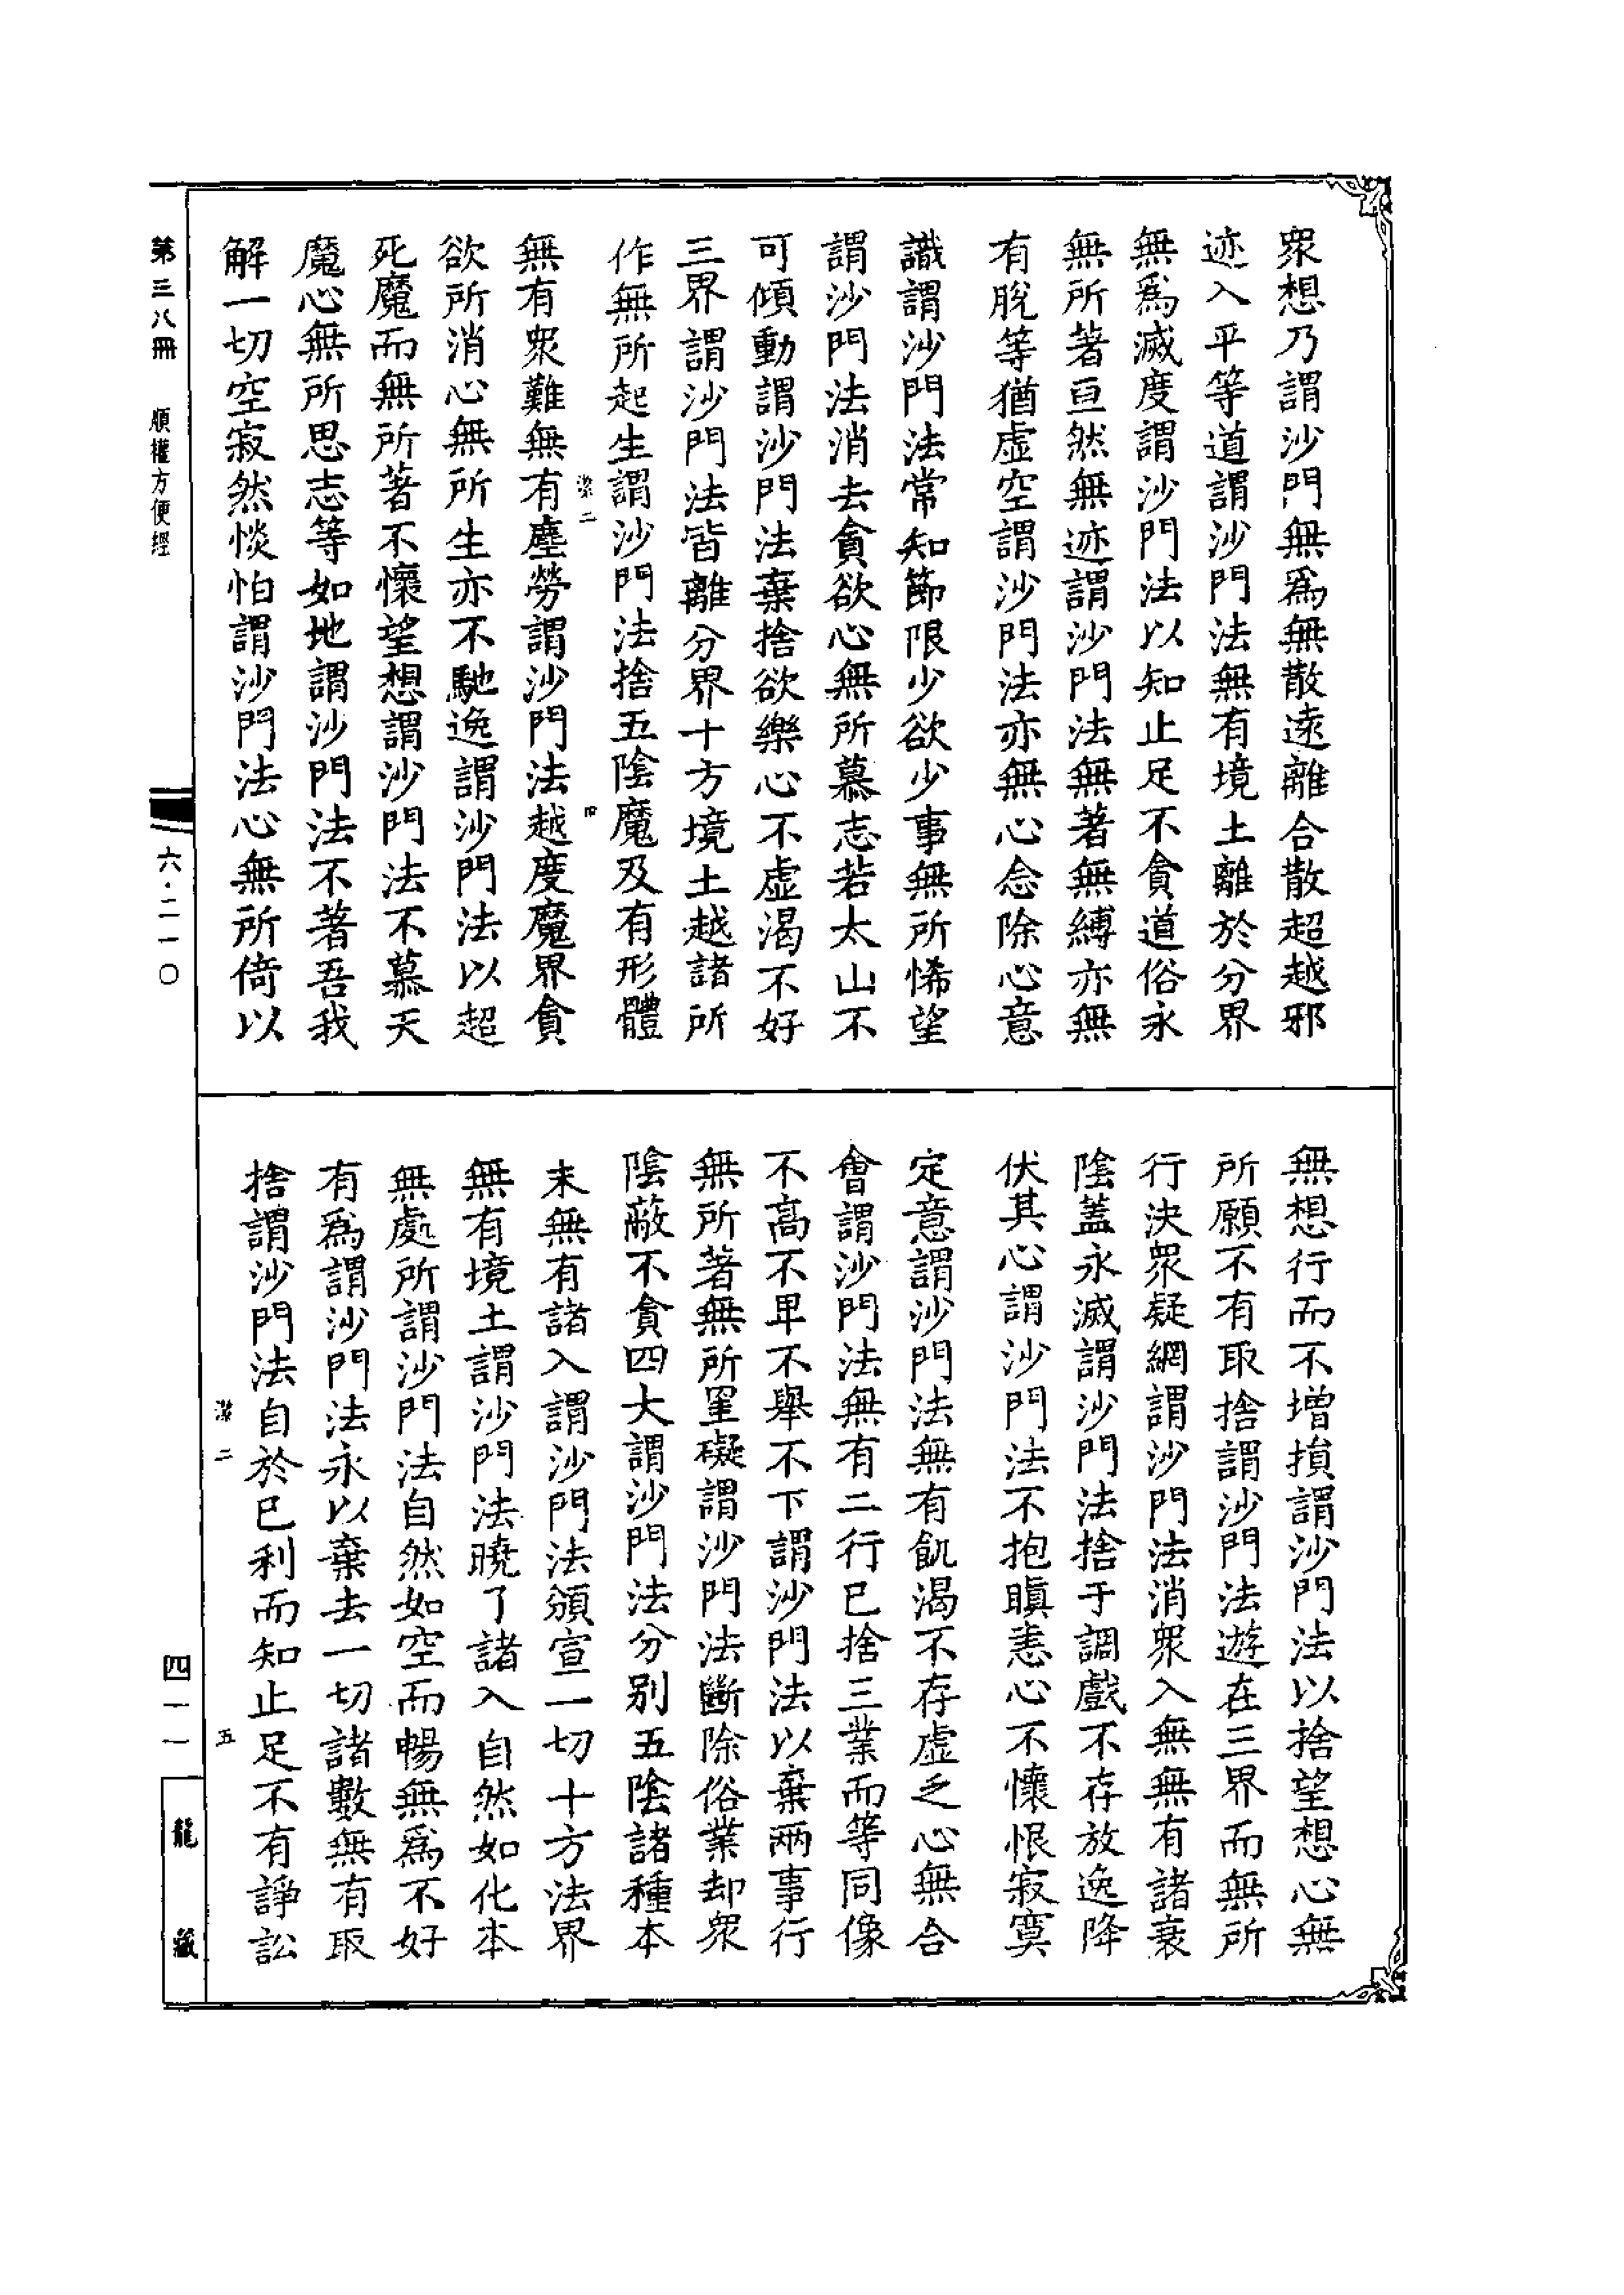 眾想乃謂沙門無為無散遠離合散超越邪
迹入平等道謂沙門法無有境土離於分界
無為滅度謂沙門法以知止足不貪道俗永
無所著亘然無迹謂沙門法無著無縛亦無
有脫等猶虛空謂沙門法亦無心念除心意
識謂沙門法常知節限少欲少事無所悕望
謂沙門法消去貪欲心無所慕志若太山不
可傾動謂沙門法棄捨欲樂心不虛渴不好
三界謂沙門法皆離分界十方境土越諸所
作無所起生謂沙門法捨五陰魔及有形體
潔二
四
無有眾難無有塵勞謂沙門法越度魔界貪
欲所消心無所生亦不馳逸謂沙門法以超
死魔而無所著不懷望想謂沙門法不慕天
魔心無所思志等如地謂沙門法不著吾我
解一切空寂然惔怕謂沙門法心無所倚以
無想行而不增損謂沙門法以捨望想心無
所願不有取捨謂沙門法遊在三界而無所
行決眾疑網謂沙門法消眾入無無有諸衰
陰蓋永滅謂沙門法捨于調戲不存放逸降
伏其心謂沙門法不抱瞋恚心不懷恨寂寞
定意謂沙門法無有飢渴不存虛乏心無合
會謂沙門法無有二行已捨三業而等同像
不高不卑不舉不下謂沙門法以棄兩事行
無所著無所罣礙謂沙門法斷除俗業却眾
陰蔽不貪四大謂沙門法分別五陰諸種本
末無有諸入謂沙門法頒宣一切十方法界
無有境土謂沙門法曉了諸入自然如化本
無處所謂沙門法自然如空而暢無為不好
有為謂沙門法永以棄去一切諸數無有取
捨謂沙門法自於已利而知止足不有諍訟
潔二
五
第三八冊 順權方便經
六·二一〇
四一一
龍藏